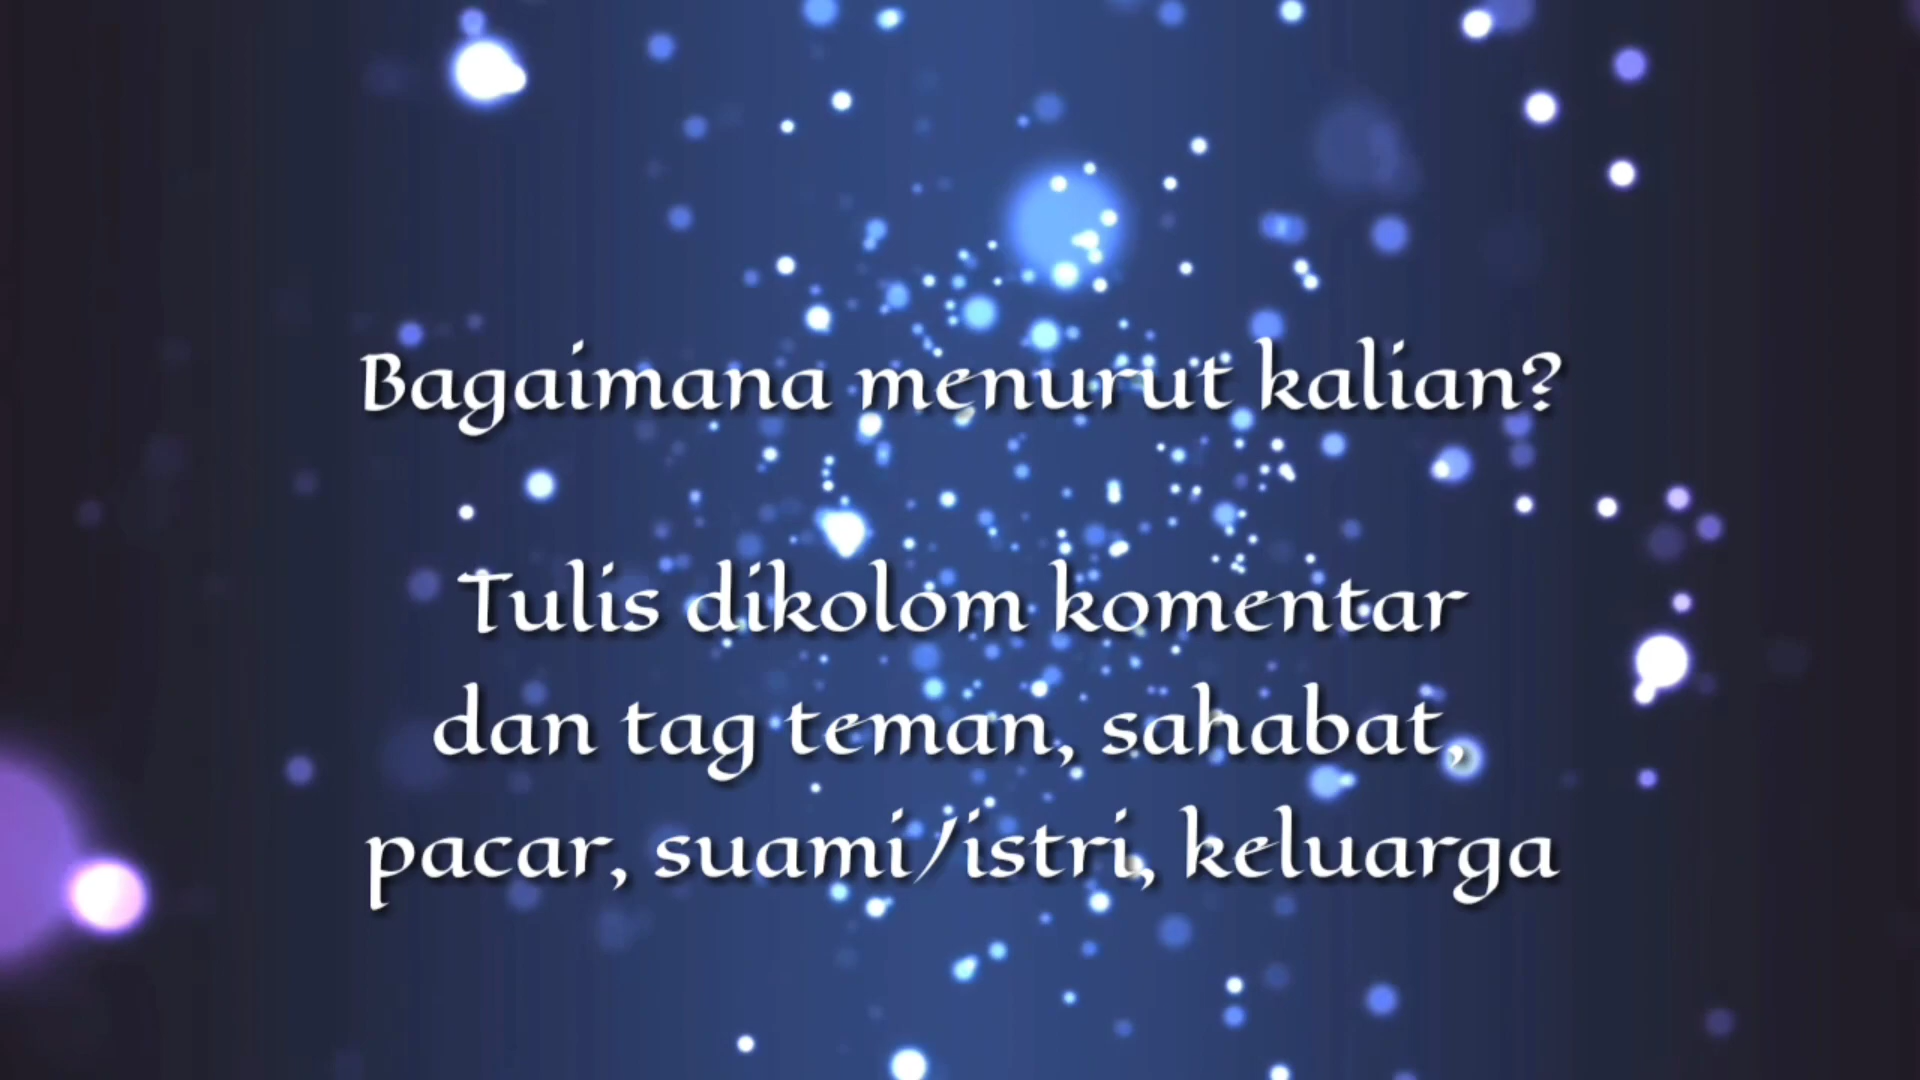 Bagaimana menurut kalian?
Tulis dikolom komentar
dan tag teman, sahabat,
pacar, suami/istri, keluarga